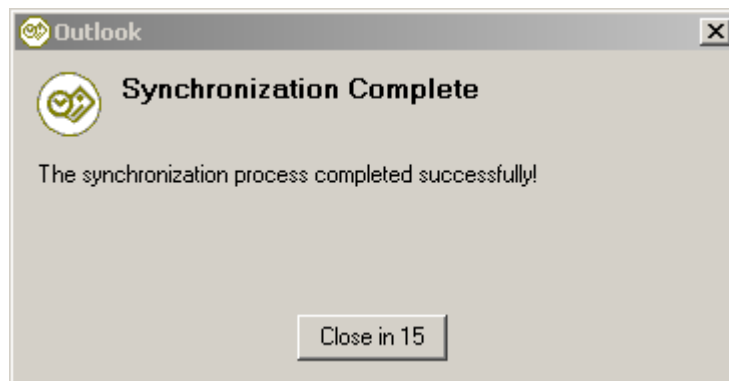 Outlook
Synchronization Complete
The synchronization process completed successfully!
Close in 15